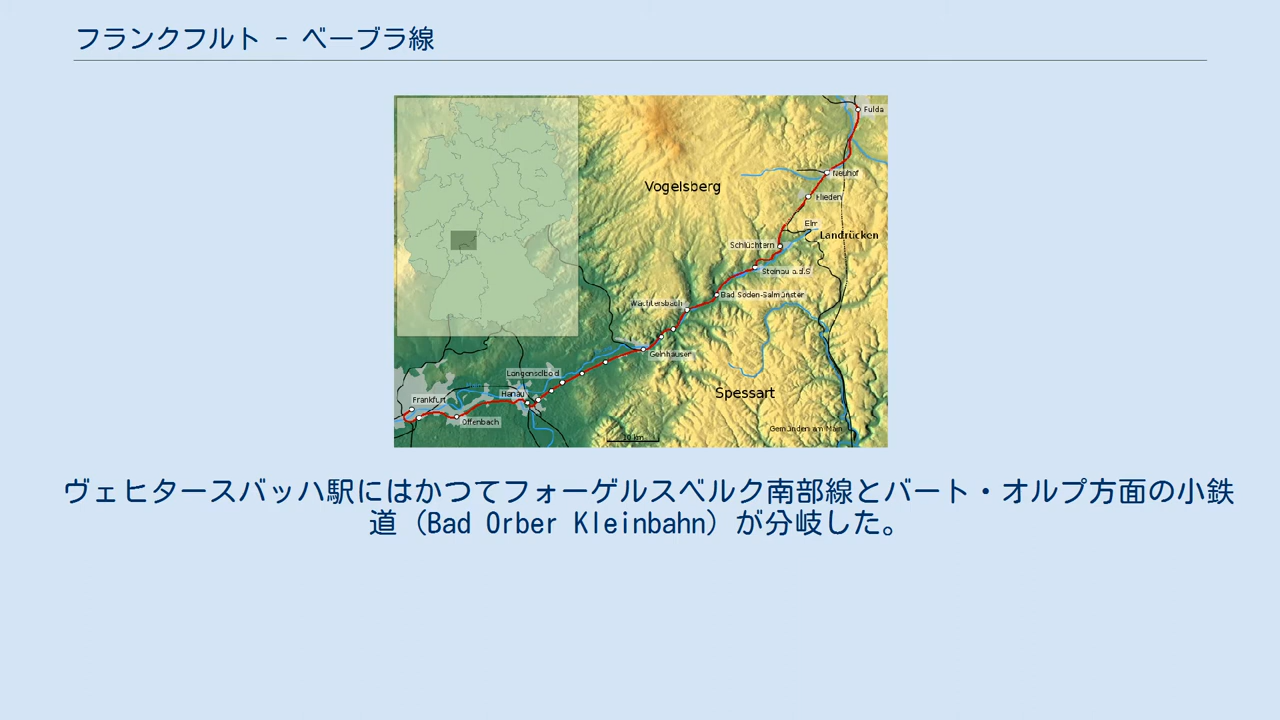 フランクフルト - ベーブラ線
Fulda
Neuhof
Flieden
Vogelsberg
Elm
Landrücken
Schlüchtern
Steinau a.d.S
Bad Soden-Salmünster
Wächtersbach
Gelnhausen
Langenselbold
Hanau
Spessart
Frankfurt
Offenbach
Gemünden am Main
10 km
ヴェヒタースバッハ駅にはかつてフォーゲルスベルク南部線とバート・オルプ方面の小鉄
道（Bad Orber Kleinbahn）が分岐した。